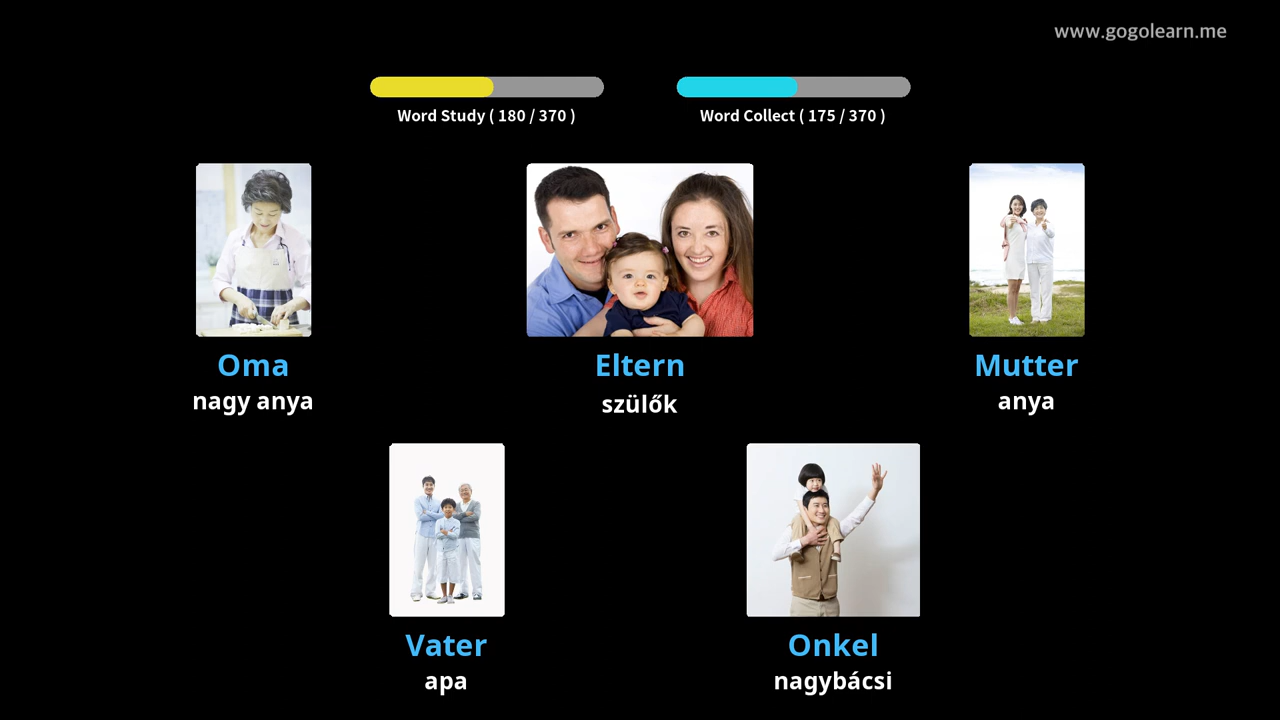 www.gogolearn.me
Word Study ( 180 / 370 )
Word Collect ( 175 / 370 )
Oma
nagy anya
Eltern
szülők
Mutter
anya
Vater
apa
Onkel
nagybácsi